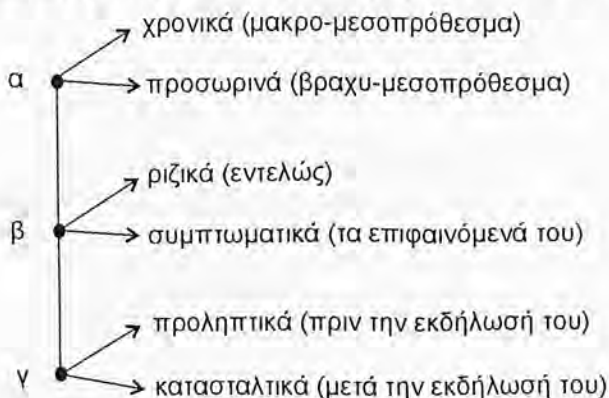 χρονικά (μακρο-μεσοπρόθεσμα)
α
προσωρινά (βραχυ-μεσοπρόθεσμα)
ριζικά (εντελώς)
β
συμπτωματικά (τα επιφαινόμενά του)
προληπτικά (πριν την εκδήλωσή του)
γ
κατασταλτικά (μετά την εκδήλωσή του)